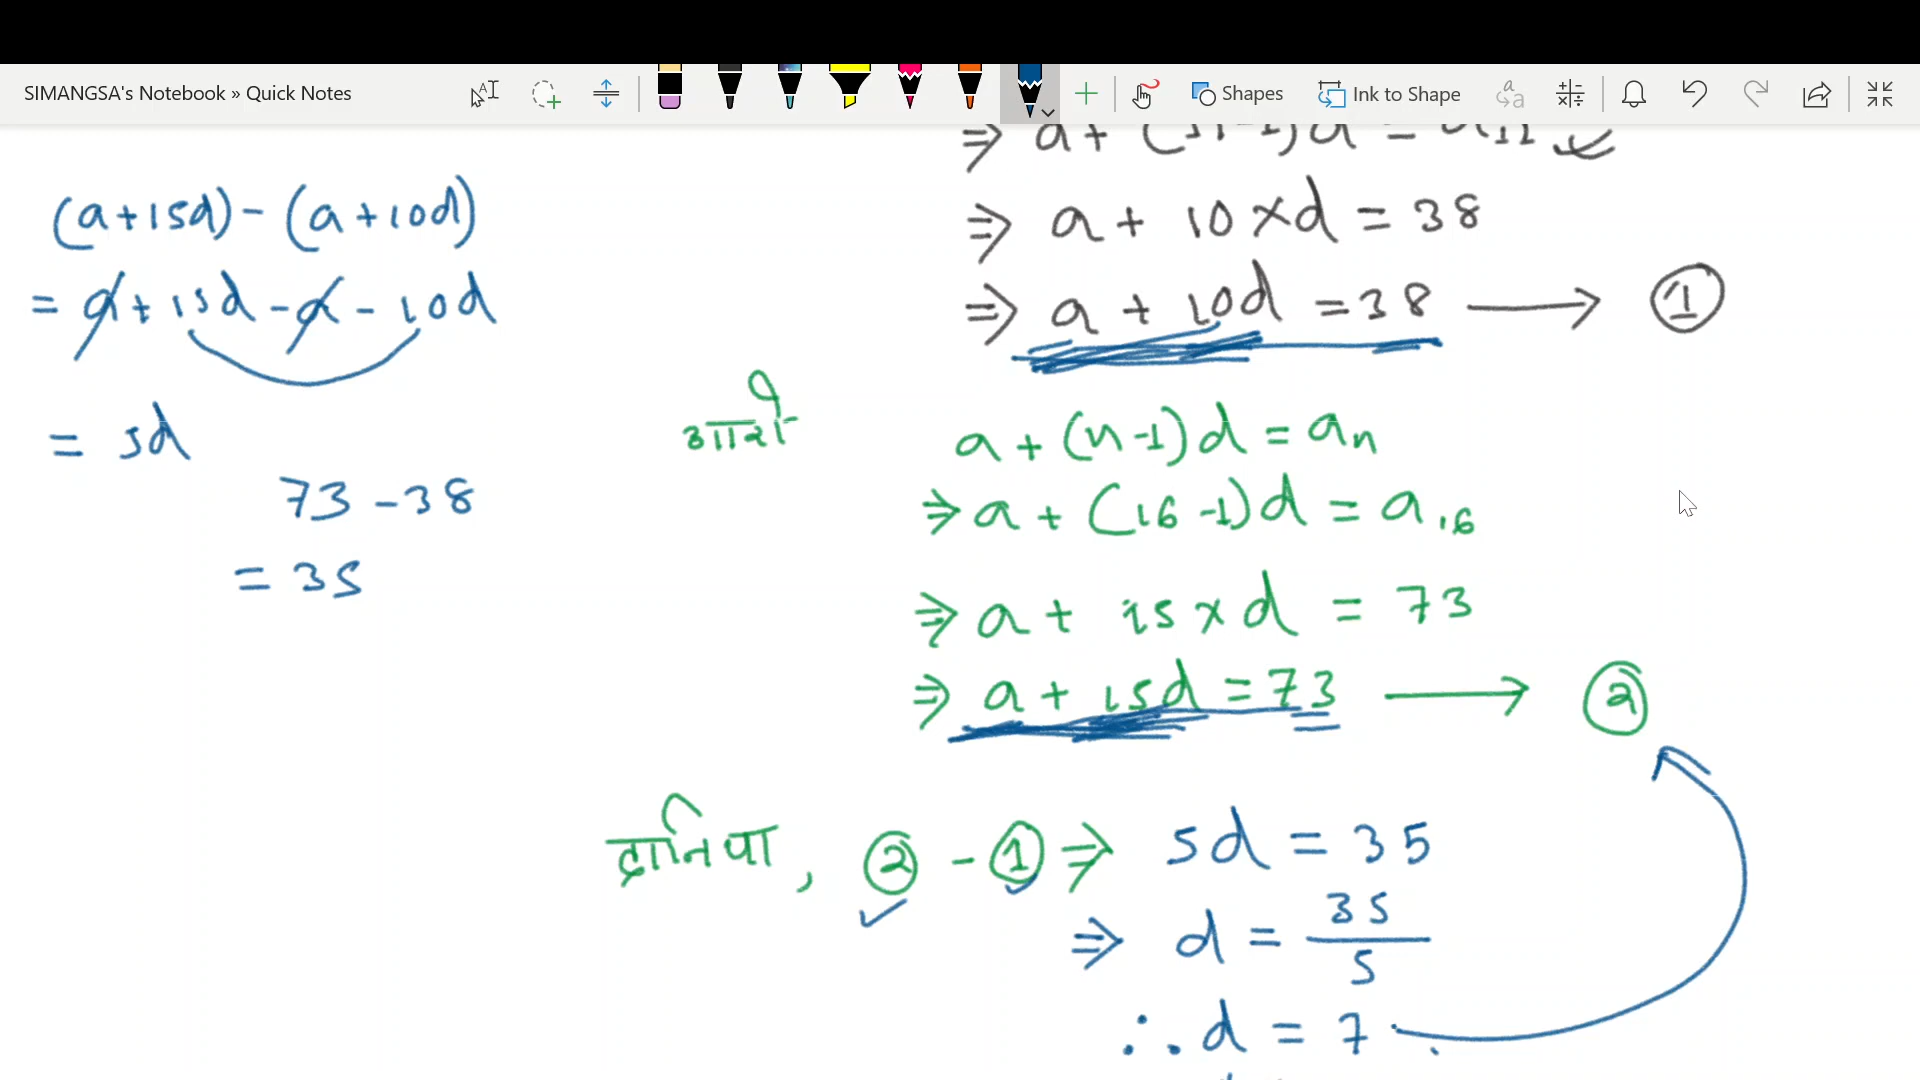 SIMANGSA's Notebook » Quick Notes
Shapes
Ink to Shape
(a+15d) - (a+10d)
= a + 15d - a - 10d
= 5d
73 - 38
= 35
⇒ a + 10 × d = 38
⇒ a + 10d = 38 → ①
a + (n-1)d = an
⇒ a + (16-1)d = a16
⇒ a + 15 × d = 73
⇒ a + 15d = 73 → ②
② - ① ⇒ 5d = 35
⇒ d = 35/5
∴ d = 7